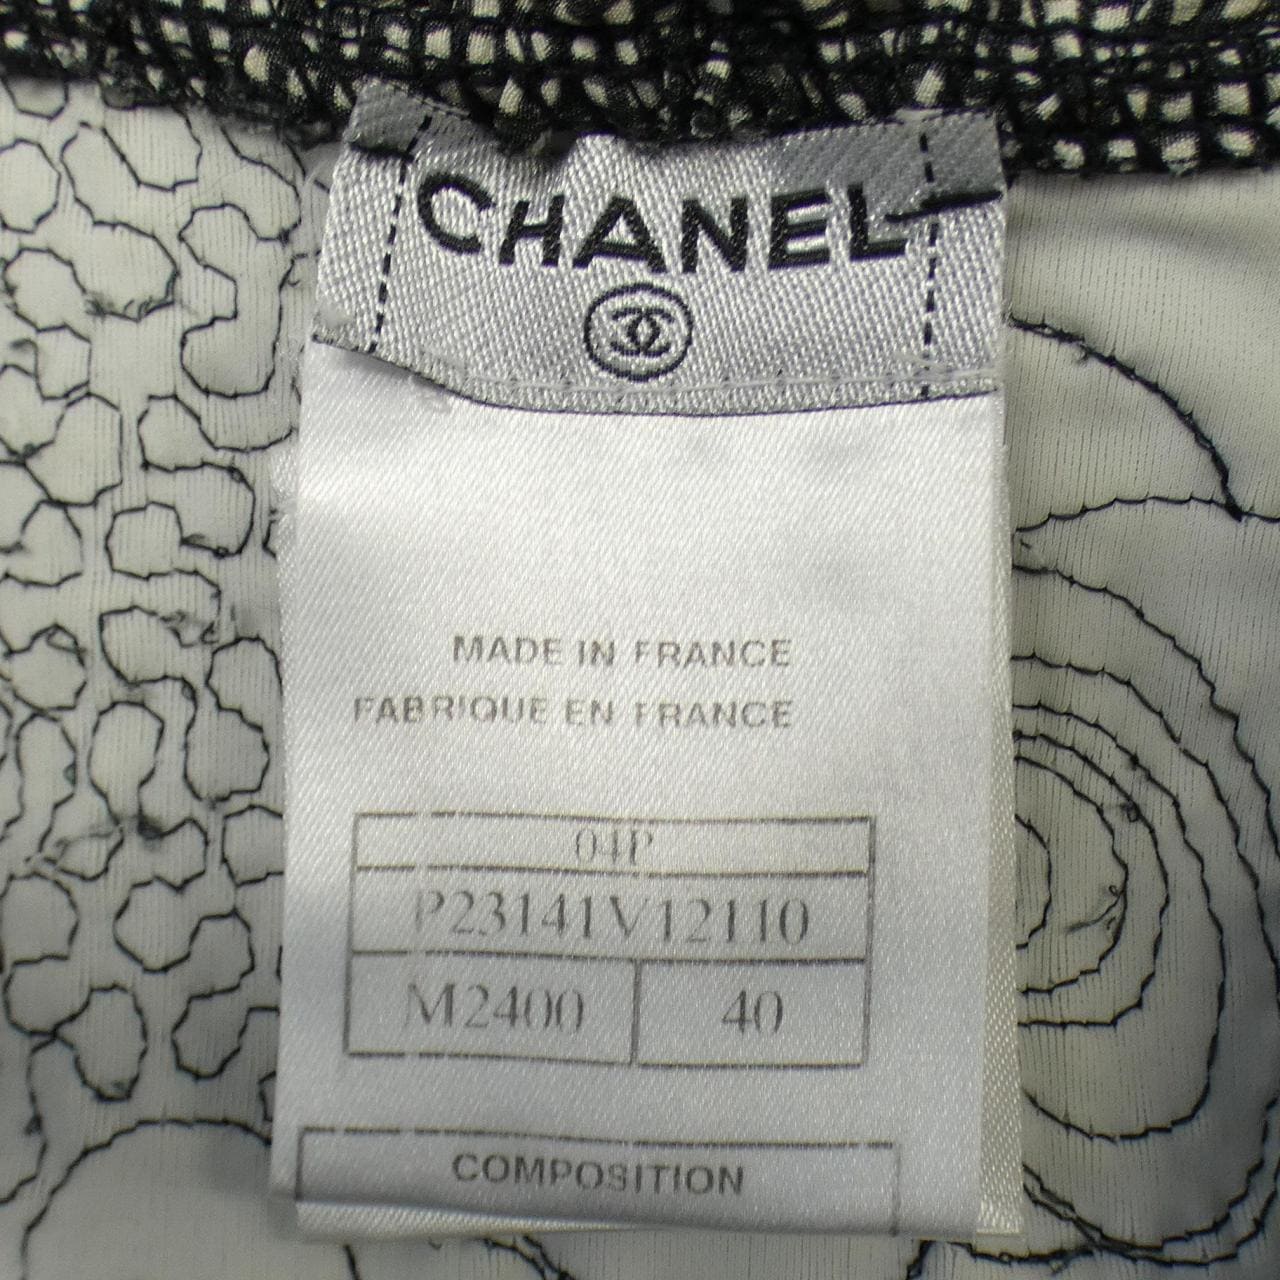 CHANEL
MADE IN FRANCE
FABRIQUE EN FRANCE
04P
P23141V12110
M2400 40
COMPOSITION